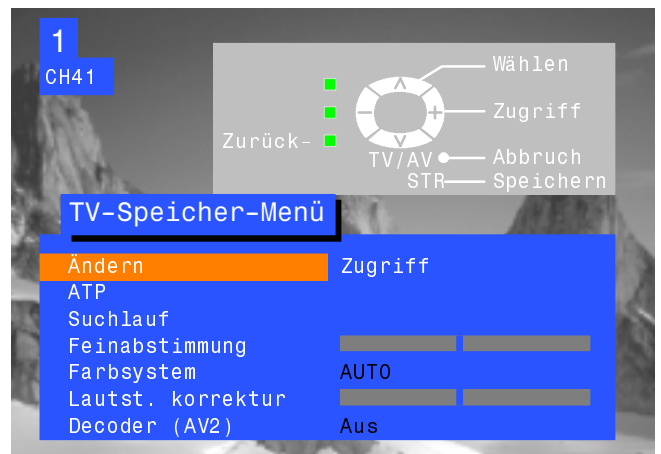 1
CH41
Wählen
Zugriff
Zurück-
TV/AV Abbruch
STR Speichern
TV-Speicher-Menü
Ändern Zugriff
ATP
Suchlauf
Feinabstimmung
Farbsystem AUTO
Lautst. korrektur
Decoder (AV2) Aus